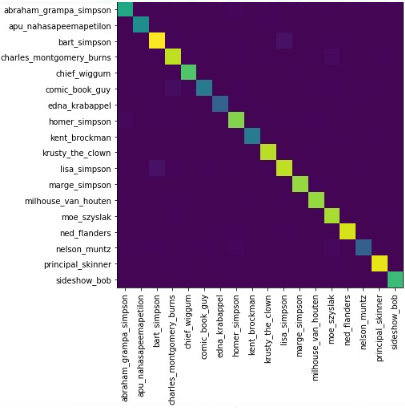 abraham_grampa_simpson
apu_nahasapeemapetilon
bart_simpson
charles_montgomery_burns
chief_wiggum
comic_book_guy
edna_krabappel
homer_simpson
kent_brockman
krusty_the_clown
lisa_simpson
marge_simpson
milhouse_van_houten
moe_szyslak
ned_flanders
nelson_muntz
principal_skinner
sideshow_bob
abraham_grampa_simpson
apu_nahasapeemapetilon
bart_simpson
charles_montgomery_burns
chief_wiggum
comic_book_guy
edna_krabappel
homer_simpson
kent_brockman
krusty_the_clown
lisa_simpson
marge_simpson
milhouse_van_houten
moe_szyslak
ned_flanders
nelson_muntz
principal_skinner
sideshow_bob